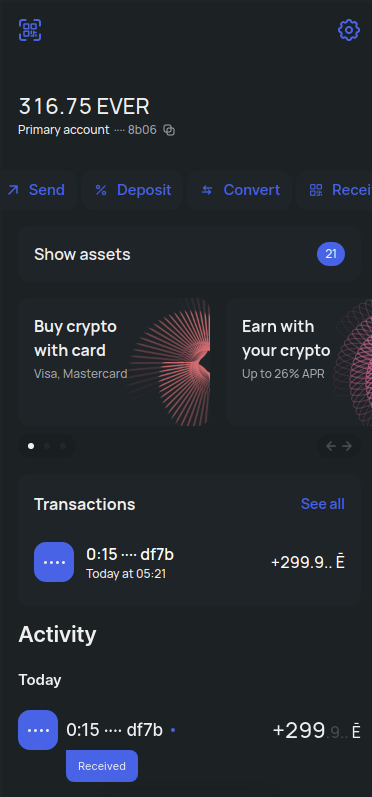 316.75 EVER
Primary account ···· 8b06
Send
Deposit
Convert
Recei
Show assets
21
Buy crypto
with card
Visa, Mastercard
Earn with
your crypto
Up to 26% APR
Transactions
See all
0:15 ···· df7b
+299.9.. Ē
Today at 05:21
Activity
Today
0:15 ···· df7b
+299.9.. Ē
Received